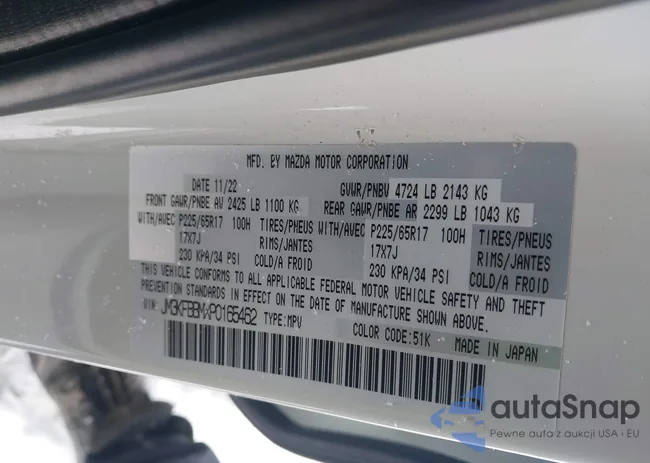 MFD. BY MAZDA MOTOR CORPORATION
DATE 11/22 GVWR/PNBV 4724 LB 2143 KG
FRONT GAWR/PNBE AV 2425 LB 1100 KG REAR GAWR/PNBE AR 2299 LB 1043 KG
WITH/AVEC P225/65R17 100H TIRES/PNEUS WITH/AVEC P225/65R17 100H TIRES/PNEUS
17X7J RIMS/JANTES 17X7J RIMS/JANTES
230 KPA/34 PSI COLD/A FROID 230 KPA/34 PSI COLD/A FROID
THIS VEHICLE CONFORMS TO ALL APPLICABLE FEDERAL MOTOR VEHICLE SAFETY AND THEFT
PREVENTION STANDARDS IN EFFECT ON THE DATE OF MANUFACTURE SHOWN ABOVE.
VIN: JM3KFBBMXP0165462 TYPE:MPV COLOR CODE:51K MADE IN JAPAN
autaSnap
Pewne auta z aukcji USA i EU